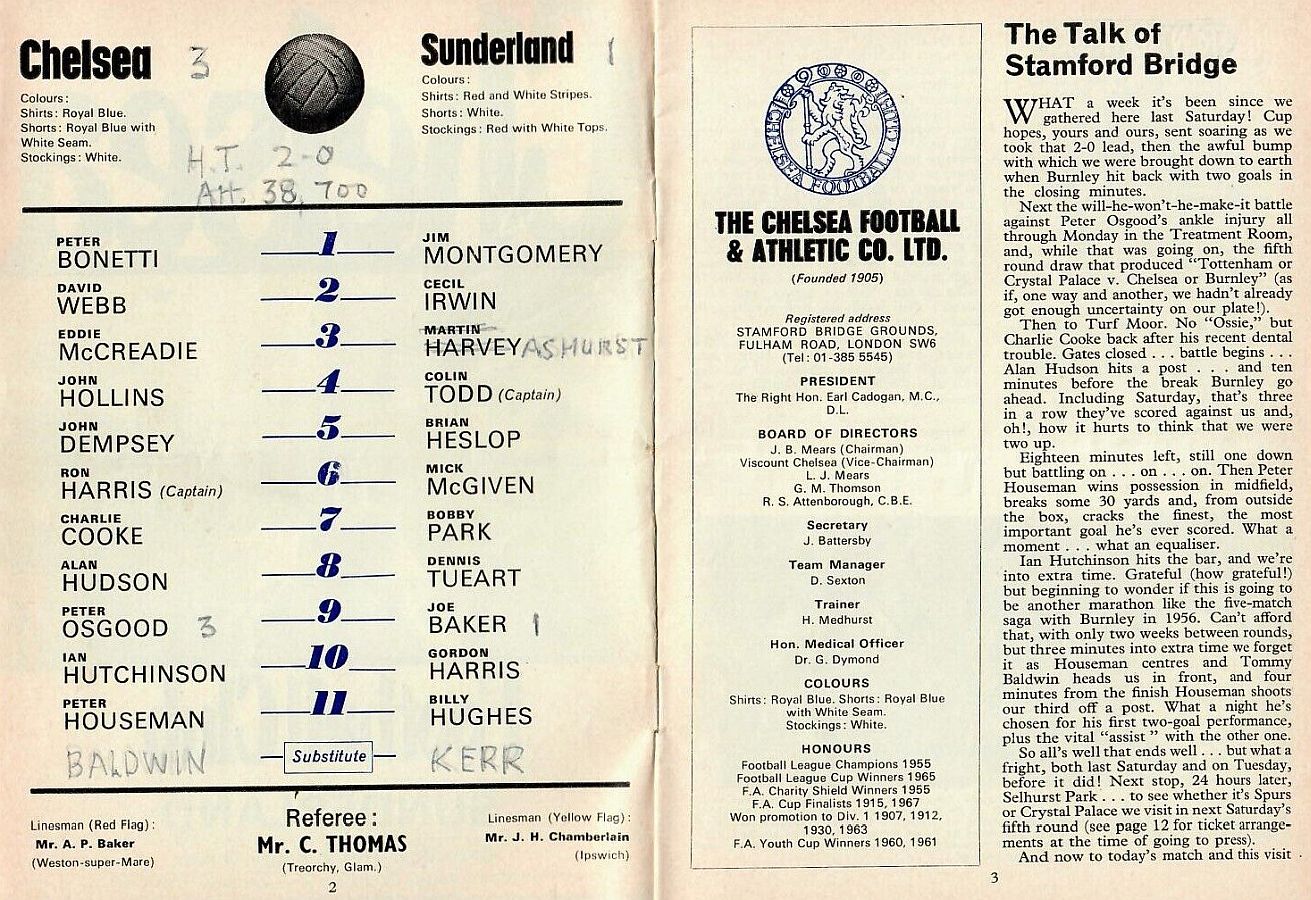 Chelsea 3
Colours:
Shirts: Royal Blue.
Shorts: Royal Blue with
White Seam.
Stockings: White.
Sunderland 1
Colours:
Shirts: Red and White Stripes.
Shorts: White.
Stockings: Red with White Tops.
H.T. 2-0
Att. 38,700
PETER
BONETTI
1
JIM
MONTGOMERY
DAVID
WEBB
2
CECIL
IRWIN
EDDIE
McCREADIE
3
MARTIN
HARVEY ASHURST
JOHN
HOLLINS
4
COLIN
TODD (Captain)
JOHN
DEMPSEY
5
BRIAN
HESLOP
RON
HARRIS (Captain)
6
MICK
McGIVEN
CHARLIE
COOKE
7
BOBBY
PARK
ALAN
HUDSON
8
DENNIS
TUEART
PETER
OSGOOD 3
9
JOE
BAKER 1
IAN
HUTCHINSON
10
GORDON
HARRIS
PETER
HOUSEMAN
11
BILLY
HUGHES
BALDWIN
Substitute
KERR
Linesman (Red Flag):
Mr. A. P. Baker
(Weston-super-Mare)
Referee:
Mr. C. THOMAS
(Treorchy, Glam.)
Linesman (Yellow Flag):
Mr. J. H. Chamberlain
(Ipswich)
2
CHELSEA FOOTBALL CLUB
THE CHELSEA FOOTBALL
& ATHLETIC CO. LTD.
(Founded 1905)
Registered address
STAMFORD BRIDGE GROUNDS,
FULHAM ROAD, LONDON SW6
(Tel: 01-385 5545)
PRESIDENT
The Right Hon. Earl Cadogan, M.C.,
D.L.
BOARD OF DIRECTORS
J. B. Mears (Chairman)
Viscount Chelsea (Vice-Chairman)
L. J. Mears
G. M. Thomson
R. S. Attenborough, C.B.E.
Secretary
J. Battersby
Team Manager
D. Sexton
Trainer
H. Medhurst
Hon. Medical Officer
Dr. G. Dymond
COLOURS
Shirts: Royal Blue. Shorts: Royal Blue
with White Seam.
Stockings: White.
HONOURS
Football League Champions 1955
Football League Cup Winners 1965
F.A. Charity Shield Winners 1955
F.A. Cup Finalists 1915, 1967
Won promotion to Div. 1 1907, 1912,
1930, 1963
F.A. Youth Cup Winners 1960, 1961
The Talk of
Stamford Bridge
WHAT a week it's been since we
gathered here last Saturday! Cup
hopes, yours and ours, sent soaring as we
took that 2-0 lead, then the awful bump
with which we were brought down to earth
when Burnley hit back with two goals in
the closing minutes.
Next the will-he-won't-he-make-it battle
against Peter Osgood's ankle injury all
through Monday in the Treatment Room,
and, while that was going on, the fifth
round draw that produced "Tottenham or
Crystal Palace v. Chelsea or Burnley" (as
if, one way and another, we hadn't already
got enough uncertainty on our plate!).
Then to Turf Moor. No "Ossie," but
Charlie Cooke back after his recent dental
trouble. Gates closed . . . battle begins . . .
Alan Hudson hits a post . . . and ten
minutes before the break Burnley go
ahead. Including Saturday, that's three
in a row they've scored against us and,
oh!, how it hurts to think that we were
two up.
Eighteen minutes left, still one down
but battling on . . . on . . . on. Then Peter
Houseman wins possession in midfield,
breaks some 30 yards and, from outside
the box, cracks the finest, the most
important goal he's ever scored. What a
moment . . . what an equaliser.
Ian Hutchinson hits the bar, and we're
into extra time. Grateful (how grateful!)
but beginning to wonder if this is going to
be another marathon like the five-match
saga with Burnley in 1956. Can't afford
that, with only two weeks between rounds,
but three minutes into extra time we forget
it as Houseman centres and Tommy
Baldwin heads us in front, and four
minutes from the finish Houseman shoots
our third off a post. What a night he's
chosen for his first two-goal performance,
plus the vital "assist" with the other one.
So all's well that ends well . . . but what a
fright, both last Saturday and on Tuesday,
before it did! Next stop, 24 hours later,
Selhurst Park . . . to see whether it's Spurs
or Crystal Palace we visit in next Saturday's
fifth round (see page 12 for ticket arrange-
ments at the time of going to press).
And now to today's match and this visit
3